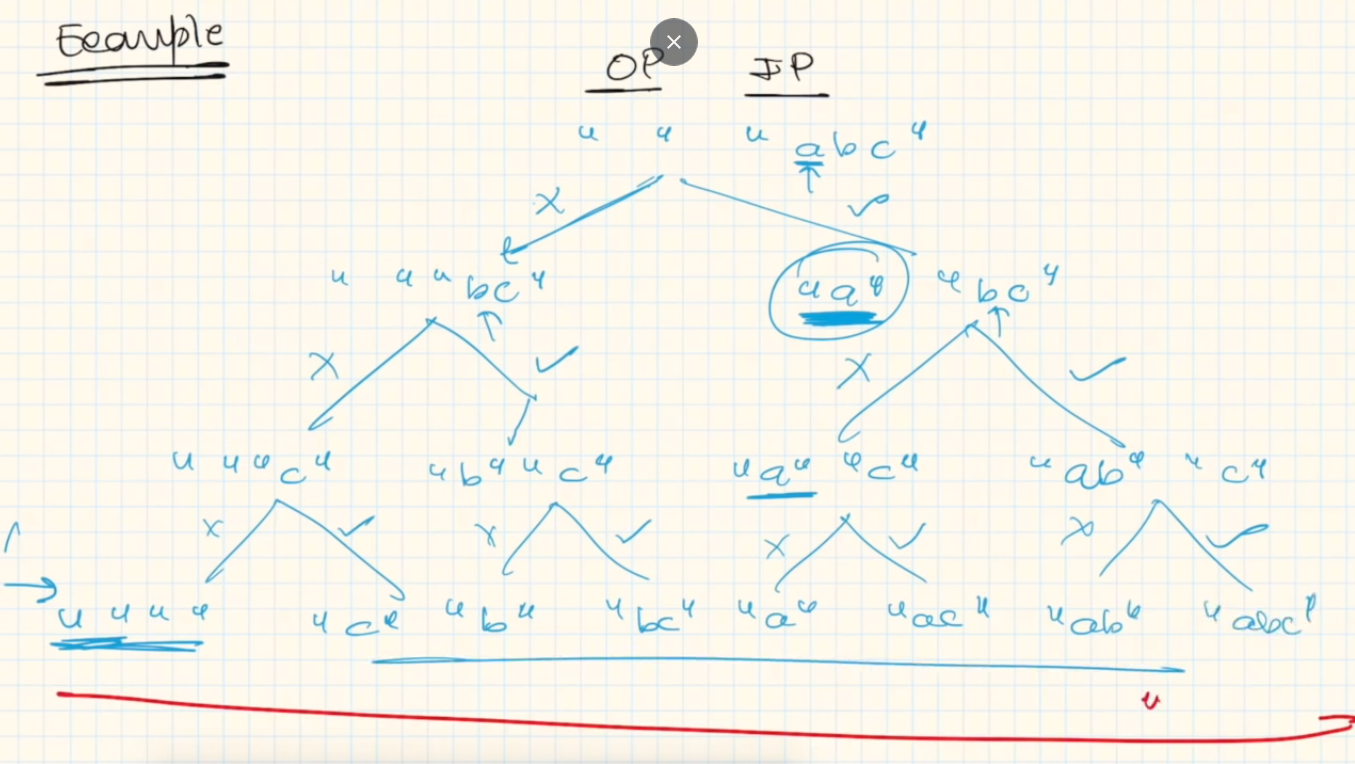 Example
OP IP
" " "abc"
X ✓
" " "bc" "a" "bc"
X ✓ X ✓
" " "c" "b" "c" "a" "c" "ab" "c"
X ✓ X ✓ X ✓ X ✓
" " " " "c" "b" "bc" "a" "ac" "ab" "abc"